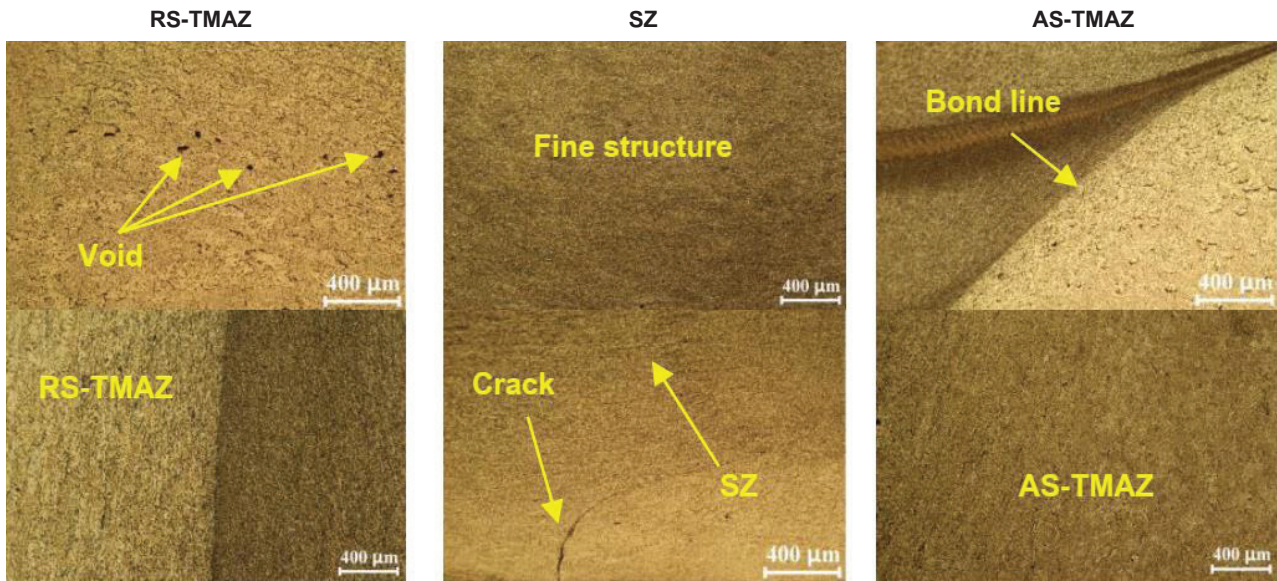 RS-TMAZ
SZ
AS-TMAZ
Void
400 μm
Fine structure
400 μm
Bond line
400 μm
RS-TMAZ
400 μm
Crack
SZ
400 μm
AS-TMAZ
400 μm